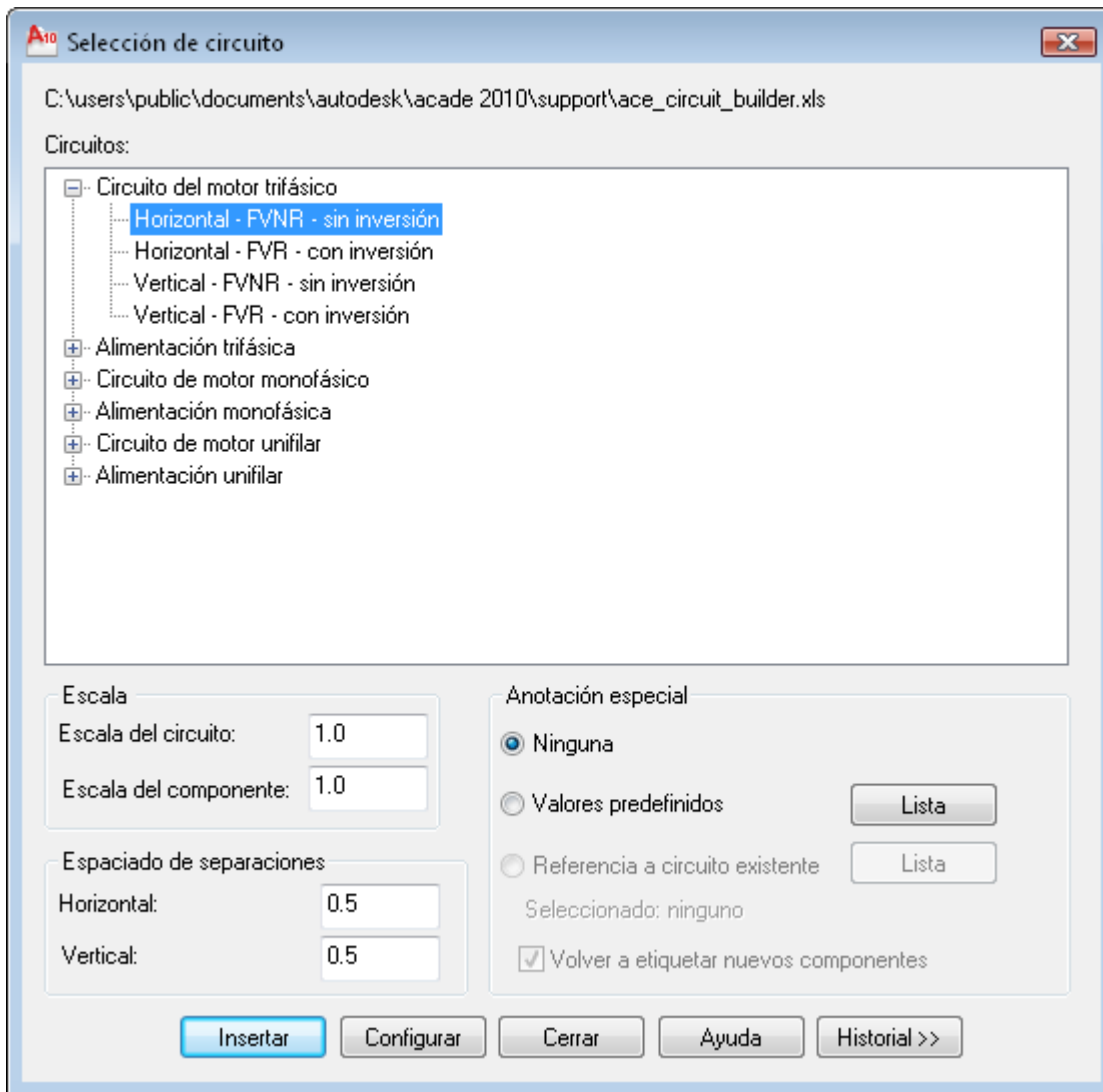 A10 Selección de circuito
C:\users\public\documents\autodesk\acade 2010\support\ace_circuit_builder.xls
Circuitos:
Circuito del motor trifásico
Horizontal - FVNR - sin inversión
Horizontal - FVR - con inversión
Vertical - FVNR - sin inversión
Vertical - FVR - con inversión
Alimentación trifásica
Circuito de motor monofásico
Alimentación monofásica
Circuito de motor unifilar
Alimentación unifilar
Escala
Escala del circuito: 1.0
Escala del componente: 1.0
Espaciado de separaciones
Horizontal: 0.5
Vertical: 0.5
Anotación especial
Ninguna
Valores predefinidos Lista
Referencia a circuito existente Lista
Seleccionado: ninguno
Volver a etiquetar nuevos componentes
Insertar Configurar Cerrar Ayuda Historial >>